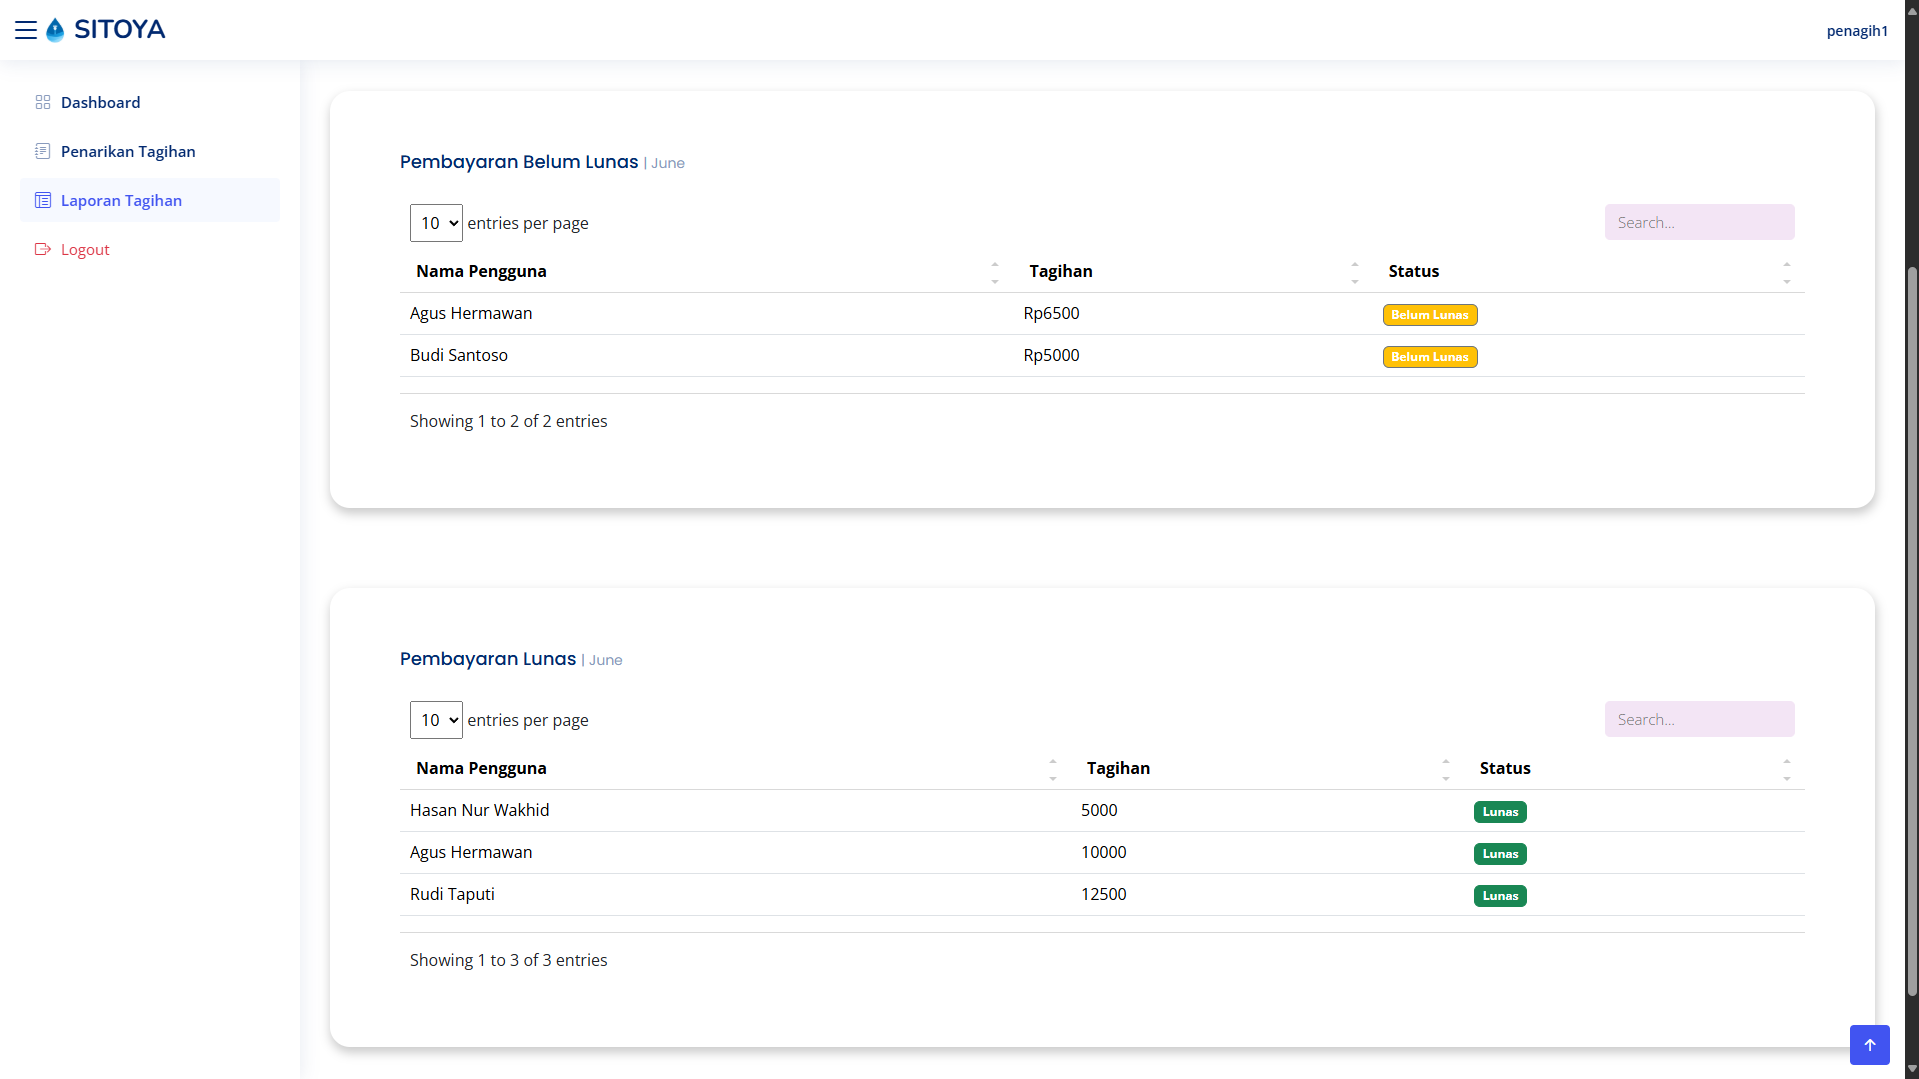 SITOYA
penagih1
Dashboard
Penarikan Tagihan
Laporan Tagihan
Logout
Pembayaran Belum Lunas | June
10 entries per page
Search...
Nama Pengguna Tagihan Status
Agus Hermawan Rp6500 Belum Lunas
Budi Santoso Rp5000 Belum Lunas
Showing 1 to 2 of 2 entries
Pembayaran Lunas | June
10 entries per page
Search...
Nama Pengguna Tagihan Status
Hasan Nur Wakhid 5000 Lunas
Agus Hermawan 10000 Lunas
Rudi Taputi 12500 Lunas
Showing 1 to 3 of 3 entries